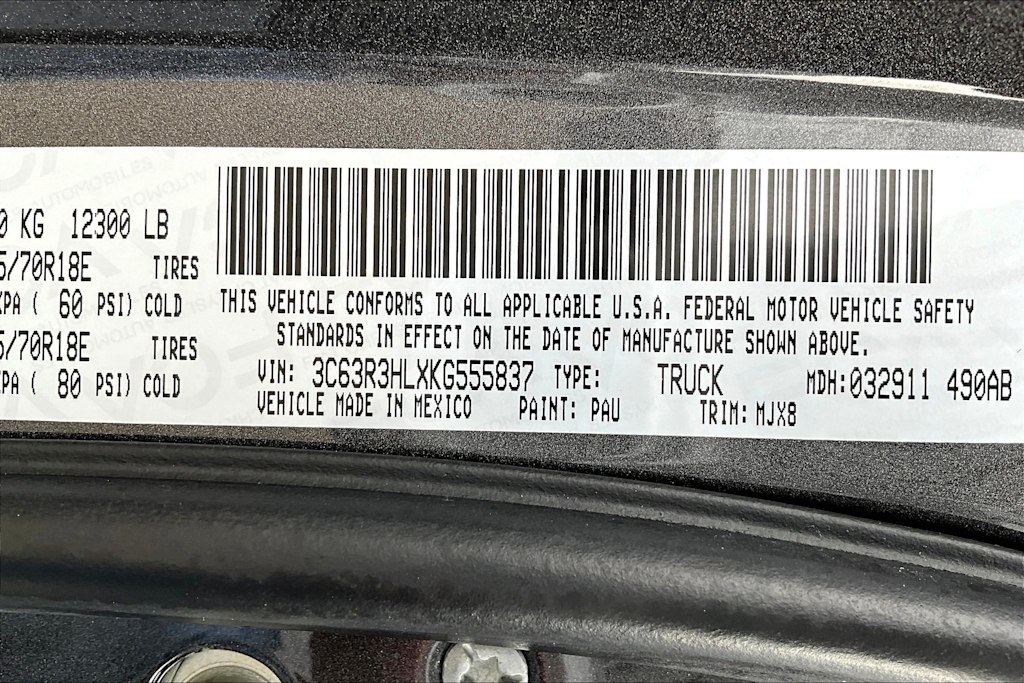 0 KG 12300 LB
5/70R18E TIRES
KPA ( 60 PSI) COLD
5/70R18E TIRES
KPA ( 80 PSI) COLD
THIS VEHICLE CONFORMS TO ALL APPLICABLE U.S.A. FEDERAL MOTOR VEHICLE SAFETY
STANDARDS IN EFFECT ON THE DATE OF MANUFACTURE SHOWN ABOVE.
VIN: 3C63R3HLXKG555837 TYPE: TRUCK MDH:032911 490AB
VEHICLE MADE IN MEXICO PAINT: PAU TRIM: MJX8